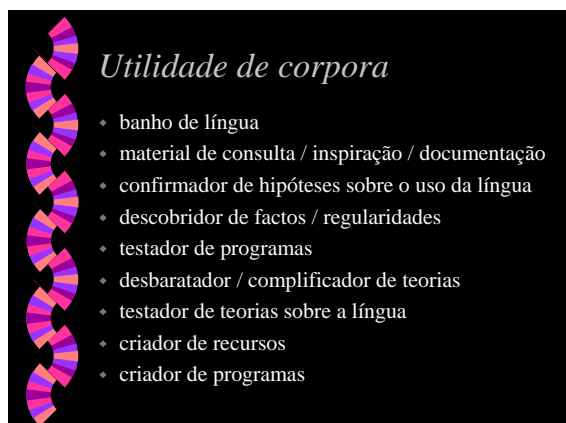 Utilidade de corpora
banho de língua
material de consulta / inspiração / documentação
confirmador de hipóteses sobre o uso da língua
descobridor de factos / regularidades
testador de programas
desbaratador / complificador de teorias
testador de teorias sobre a língua
criador de recursos
criador de programas